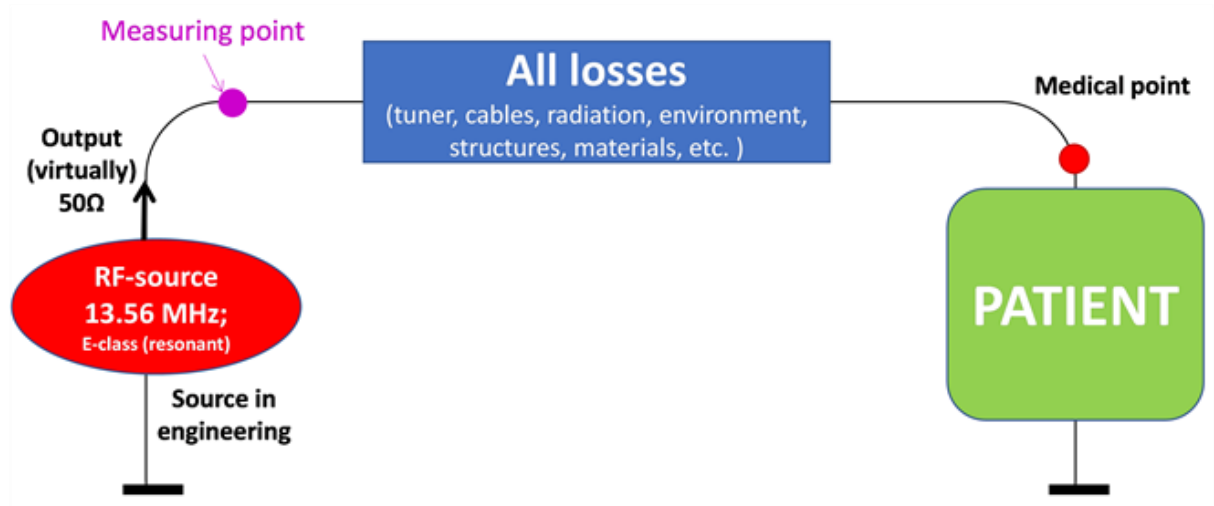 Measuring point
All losses
(tuner, cables, radiation, environment,
structures, materials, etc. )
Medical point
Output
(virtually)
50Ω
RF-source
13.56 MHz;
E-class (resonant)
PATIENT
Source in
engineering